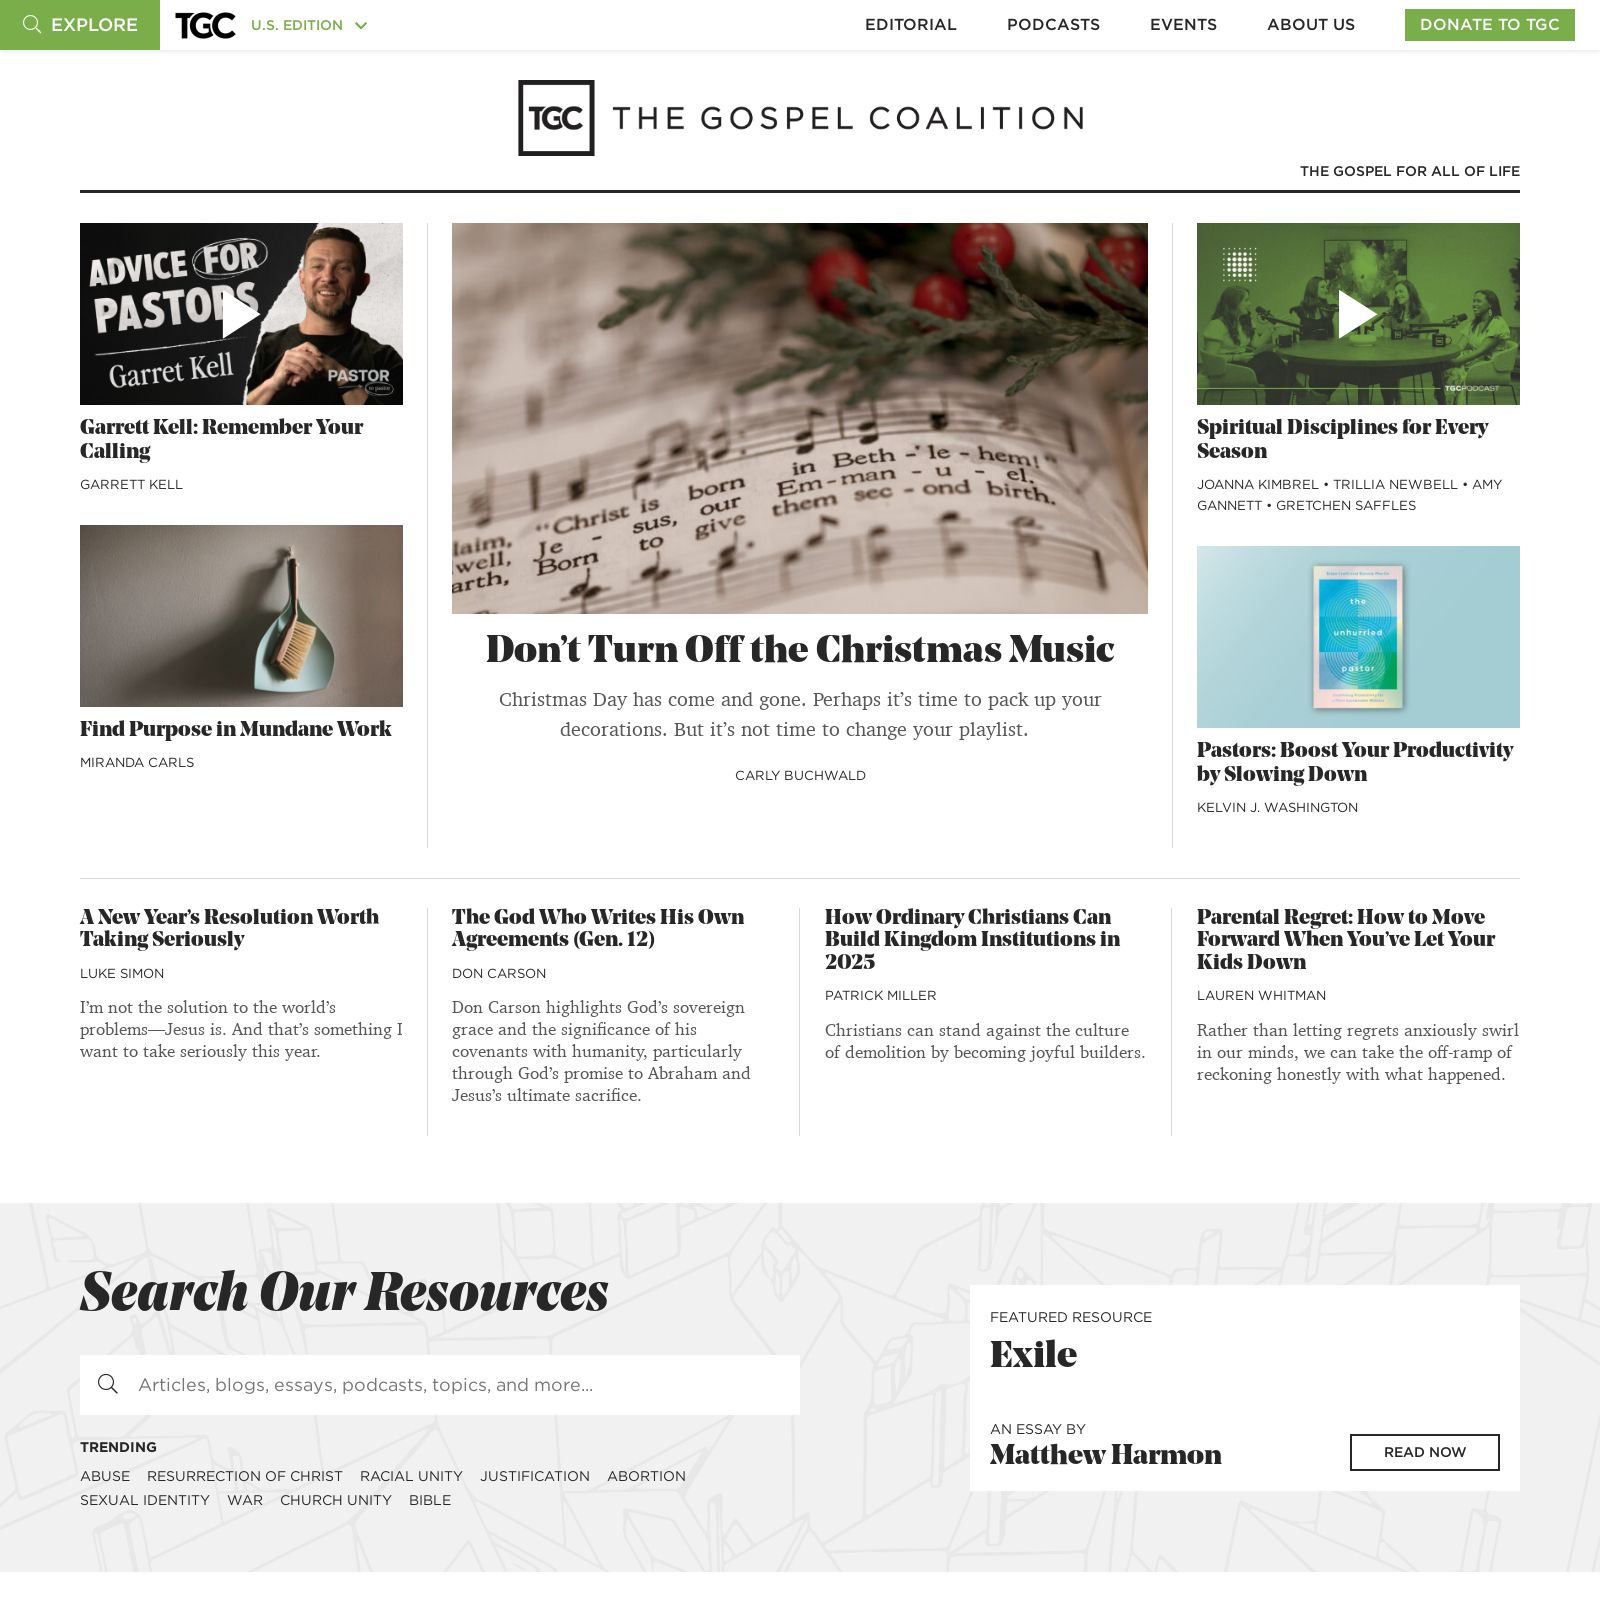 EXPLORE
TGC
U.S. EDITION
EDITORIAL
PODCASTS
EVENTS
ABOUT US
DONATE TO TGC
TGC THE GOSPEL COALITION
THE GOSPEL FOR ALL OF LIFE
ADVICE FOR
PASTORS
Garret Kell
PASTOR
to pastor
Garrett Kell: Remember Your
Calling
GARRETT KELL
Find Purpose in Mundane Work
MIRANDA CARLS
in Beth - le - hem!"
"Christ is born Em - man - u - el.
laim, Je - sus, our them sec - ond birth.
well, Born to give
arth,
Don’t Turn Off the Christmas Music
Christmas Day has come and gone. Perhaps it’s time to pack up your
decorations. But it’s not time to change your playlist.
CARLY BUCHWALD
TGCPODCAST
Spiritual Disciplines for Every
Season
JOANNA KIMBREL • TRILLIA NEWBELL • AMY
GANNETT • GRETCHEN SAFFLES
the
unhurried
pastor
Pastors: Boost Your Productivity
by Slowing Down
KELVIN J. WASHINGTON
A New Year’s Resolution Worth
Taking Seriously
LUKE SIMON
I’m not the solution to the world’s
problems—Jesus is. And that’s something I
want to take seriously this year.
The God Who Writes His Own
Agreements (Gen. 12)
DON CARSON
Don Carson highlights God’s sovereign
grace and the significance of his
covenants with humanity, particularly
through God’s promise to Abraham and
Jesus’s ultimate sacrifice.
How Ordinary Christians Can
Build Kingdom Institutions in
2025
PATRICK MILLER
Christians can stand against the culture
of demolition by becoming joyful builders.
Parental Regret: How to Move
Forward When You’ve Let Your
Kids Down
LAUREN WHITMAN
Rather than letting regrets anxiously swirl
in our minds, we can take the off-ramp of
reckoning honestly with what happened.
Search Our Resources
Articles, blogs, essays, podcasts, topics, and more...
TRENDING
ABUSE RESURRECTION OF CHRIST RACIAL UNITY JUSTIFICATION ABORTION
SEXUAL IDENTITY WAR CHURCH UNITY BIBLE
FEATURED RESOURCE
Exile
AN ESSAY BY
Matthew Harmon
READ NOW